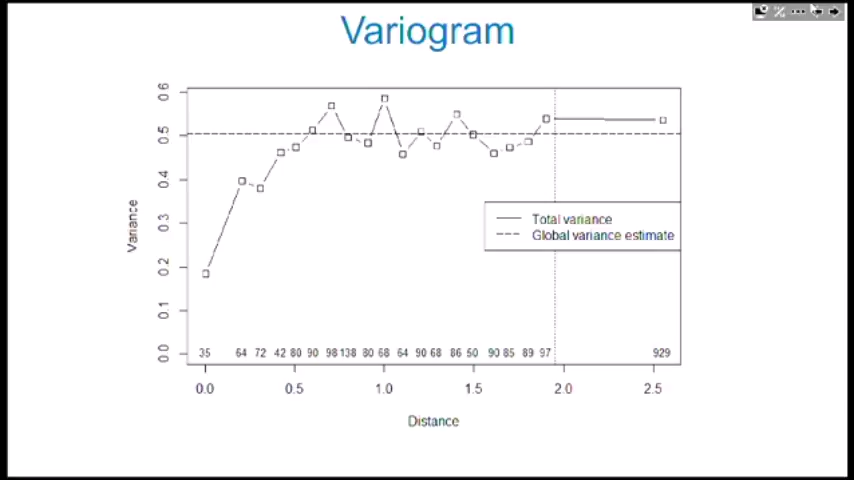 Variogram
0.6
0.5
0.4
0.3
0.2
0.1
0.0
Variance
Total variance
Global variance estimate
35 64 72 42 80 90 98 138 80 68 64 90 68 86 50 90 85 89 97 929
0.0 0.5 1.0 1.5 2.0 2.5
Distance